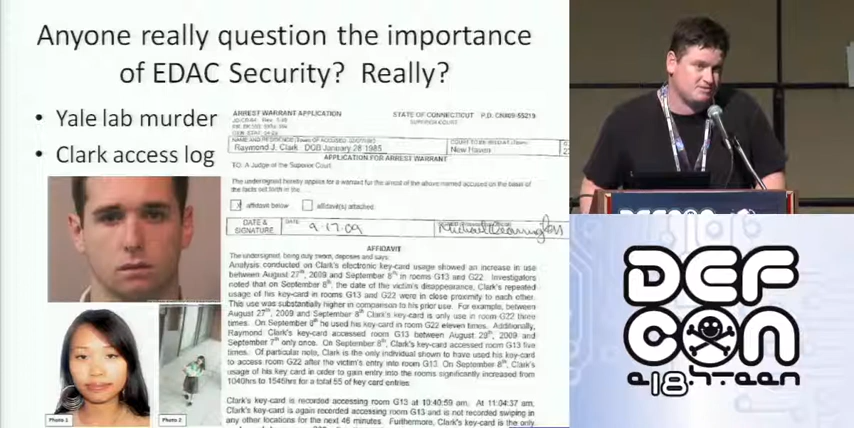 Anyone really question the importance
of EDAC Security?  Really?
• Yale lab murder
• Clark access log
ARREST WARRANT APPLICATION
STATE OF CONNECTICUT
SUPERIOR COURT
Raymond J. Clark  DOB January 28 1985
New Haven
APPLICATION FOR ARREST WARRANT
TO: A Judge of the Superior Court
The undersigned hereby applies for a warrant for the arrest of the above named accused on the basis of
the facts set forth in the
affidavit below
affidavit(s) attached.
DATE &
SIGNATURE
DATE
9-17-09
AFFIDAVIT
The undersigned, being duly sworn, deposes and says:
Analysis conducted on Clark's electronic key-card usage showed an increase in use
between August 27th, 2009 and September 8th in rooms G13 and G22. Investigators
noted that on September 8th, the date of the victim's disappearance, Clark's repeated
usage of his key-card in rooms G13 and G22 were in close proximity to each other.
This use was substantially higher in comparison to his prior use. For example, between
August 27th, 2009 and September 8th Clark's key-card is only use in room G22 three
times. On September 8th he used his key-card in room G22 eleven times. Additionally,
Raymond Clark's key-card accessed room G13 between August 29th, 2009 and
September 7th only once. On September 8th, Clark's key-card accessed room G13 five
times. Of particular note, Clark is the only individual shown to have used his key-card
to access room G22 after the victim's entry into room G13. On September 8th, Clark's
usage of his key-card in order to gain entry into the rooms significantly increased from
1040hrs to 1545hrs for a total 55 of key card entries
Clark's key-card is recorded accessing room G13 at 10:40:59 am. At 11:04:37 am,
Clark's key-card is again recorded accessing room G13 and is not recorded swiping in
any other locations for the next 46 minutes. Furthermore, Clark's key-card is the only
Photo 1
Photo 2
DEFCON
DEF
CON
e18hteen